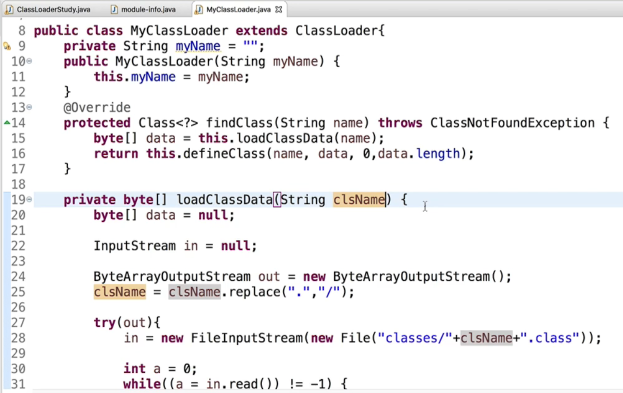 ClassLoaderStudy.java module-info.java MyClassLoader.java
8 public class MyClassLoader extends ClassLoader{
9 private String myName = "";
10 public MyClassLoader(String myName) {
11 this.myName = myName;
12 }
13 @Override
14 protected Class<?> findClass(String name) throws ClassNotFoundException {
15 byte[] data = this.loadClassData(name);
16 return this.defineClass(name, data, 0,data.length);
17 }
18
19 private byte[] loadClassData(String clsName) {
20 byte[] data = null;
21
22 InputStream in = null;
23
24 ByteArrayOutputStream out = new ByteArrayOutputStream();
25 clsName = clsName.replace(".","/");
26
27 try(out){
28 in = new FileInputStream(new File("classes/"+clsName+".class"));
29
30 int a = 0;
31 while((a = in.read()) != -1) {